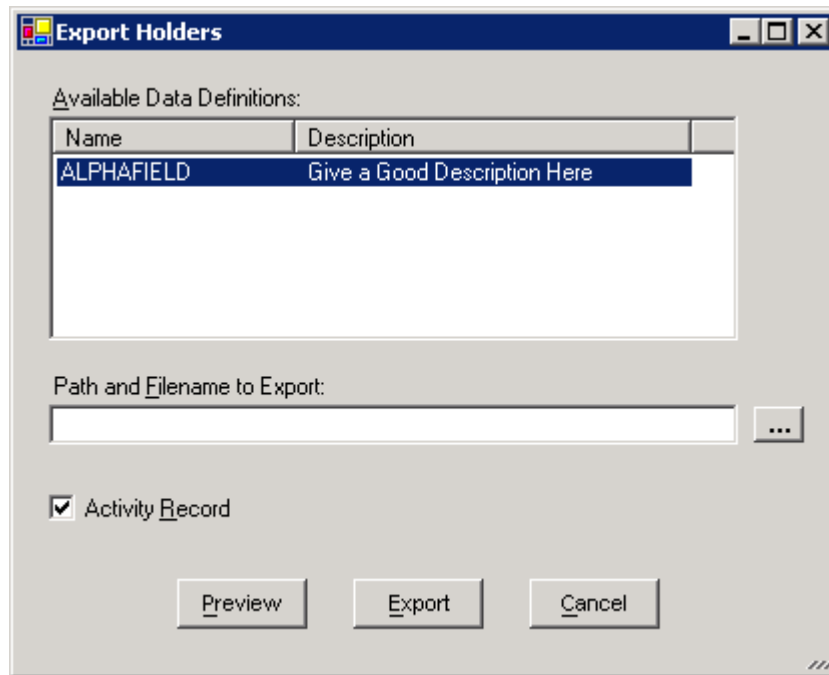 Export Holders
Available Data Definitions:
Name Description
ALPHAFIELD Give a Good Description Here
Path and Filename to Export:
...
Activity Record
Preview Export Cancel